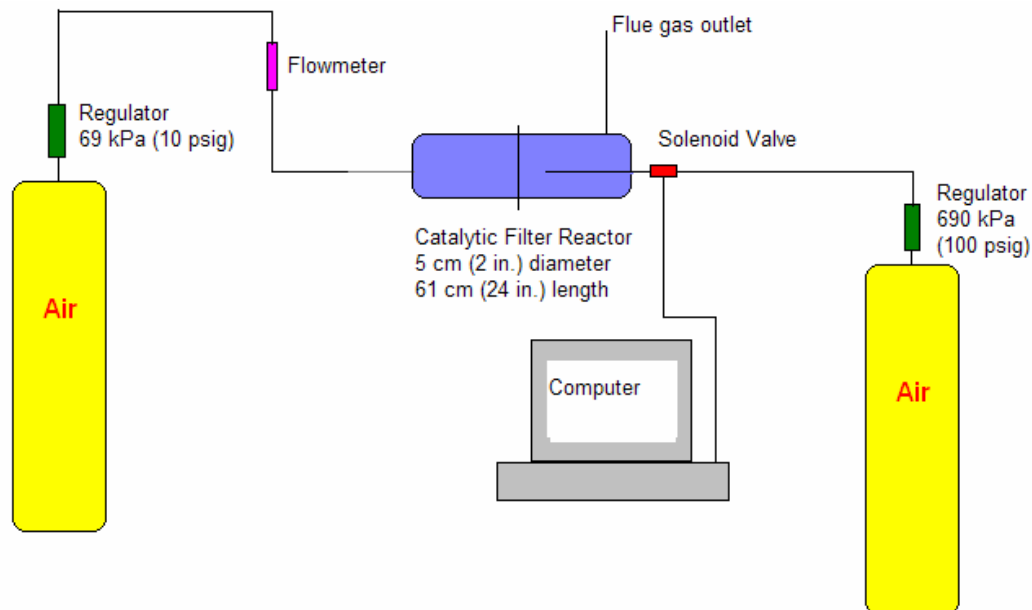 Flue gas outlet
Flowmeter
Regulator
69 kPa (10 psig)
Solenoid Valve
Regulator
690 kPa
(100 psig)
Catalytic Filter Reactor
5 cm (2 in.) diameter
61 cm (24 in.) length
Air
Computer
Air